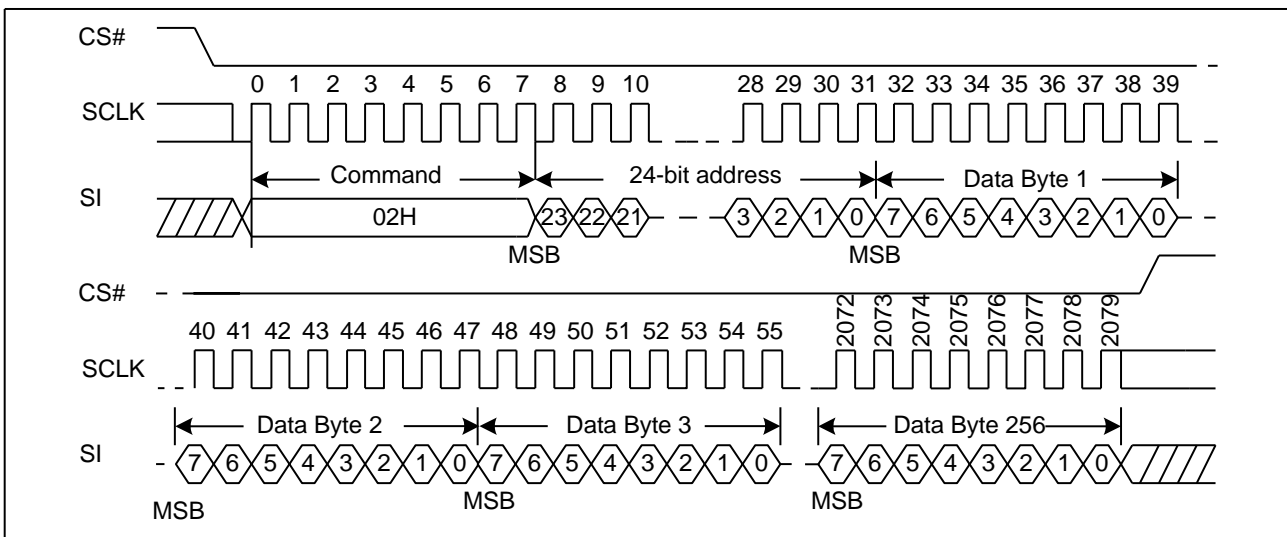 CS#
0 1 2 3 4 5 6 7 8 9 10 28 29 30 31 32 33 34 35 36 37 38 39
SCLK
Command 24-bit address Data Byte 1
SI
02H 23 22 21 3 2 1 0 7 6 5 4 3 2 1 0
MSB MSB
CS#
40 41 42 43 44 45 46 47 48 49 50 51 52 53 54 55 2072 2073 2074 2075 2076 2077 2078 2079
SCLK
Data Byte 2 Data Byte 3 Data Byte 256
SI
7 6 5 4 3 2 1 0 7 6 5 4 3 2 1 0 7 6 5 4 3 2 1 0
MSB MSB MSB